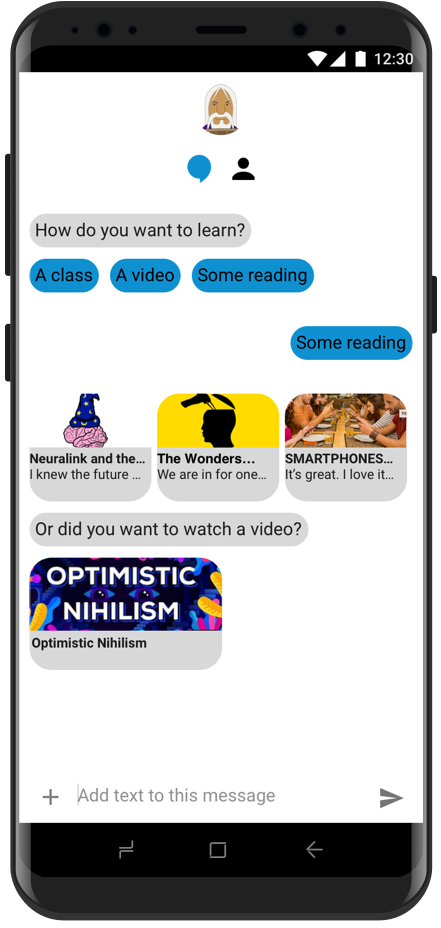 12:30
How do you want to learn?
A class
A video
Some reading
Some reading
Neuralink and the...
I knew the future ...
The Wonders...
We are in for one...
SMARTPHONES...
It's great. I love it...
Or did you want to watch a video?
OPTIMISTIC
NIHILISM
Optimistic Nihilism
Add text to this message